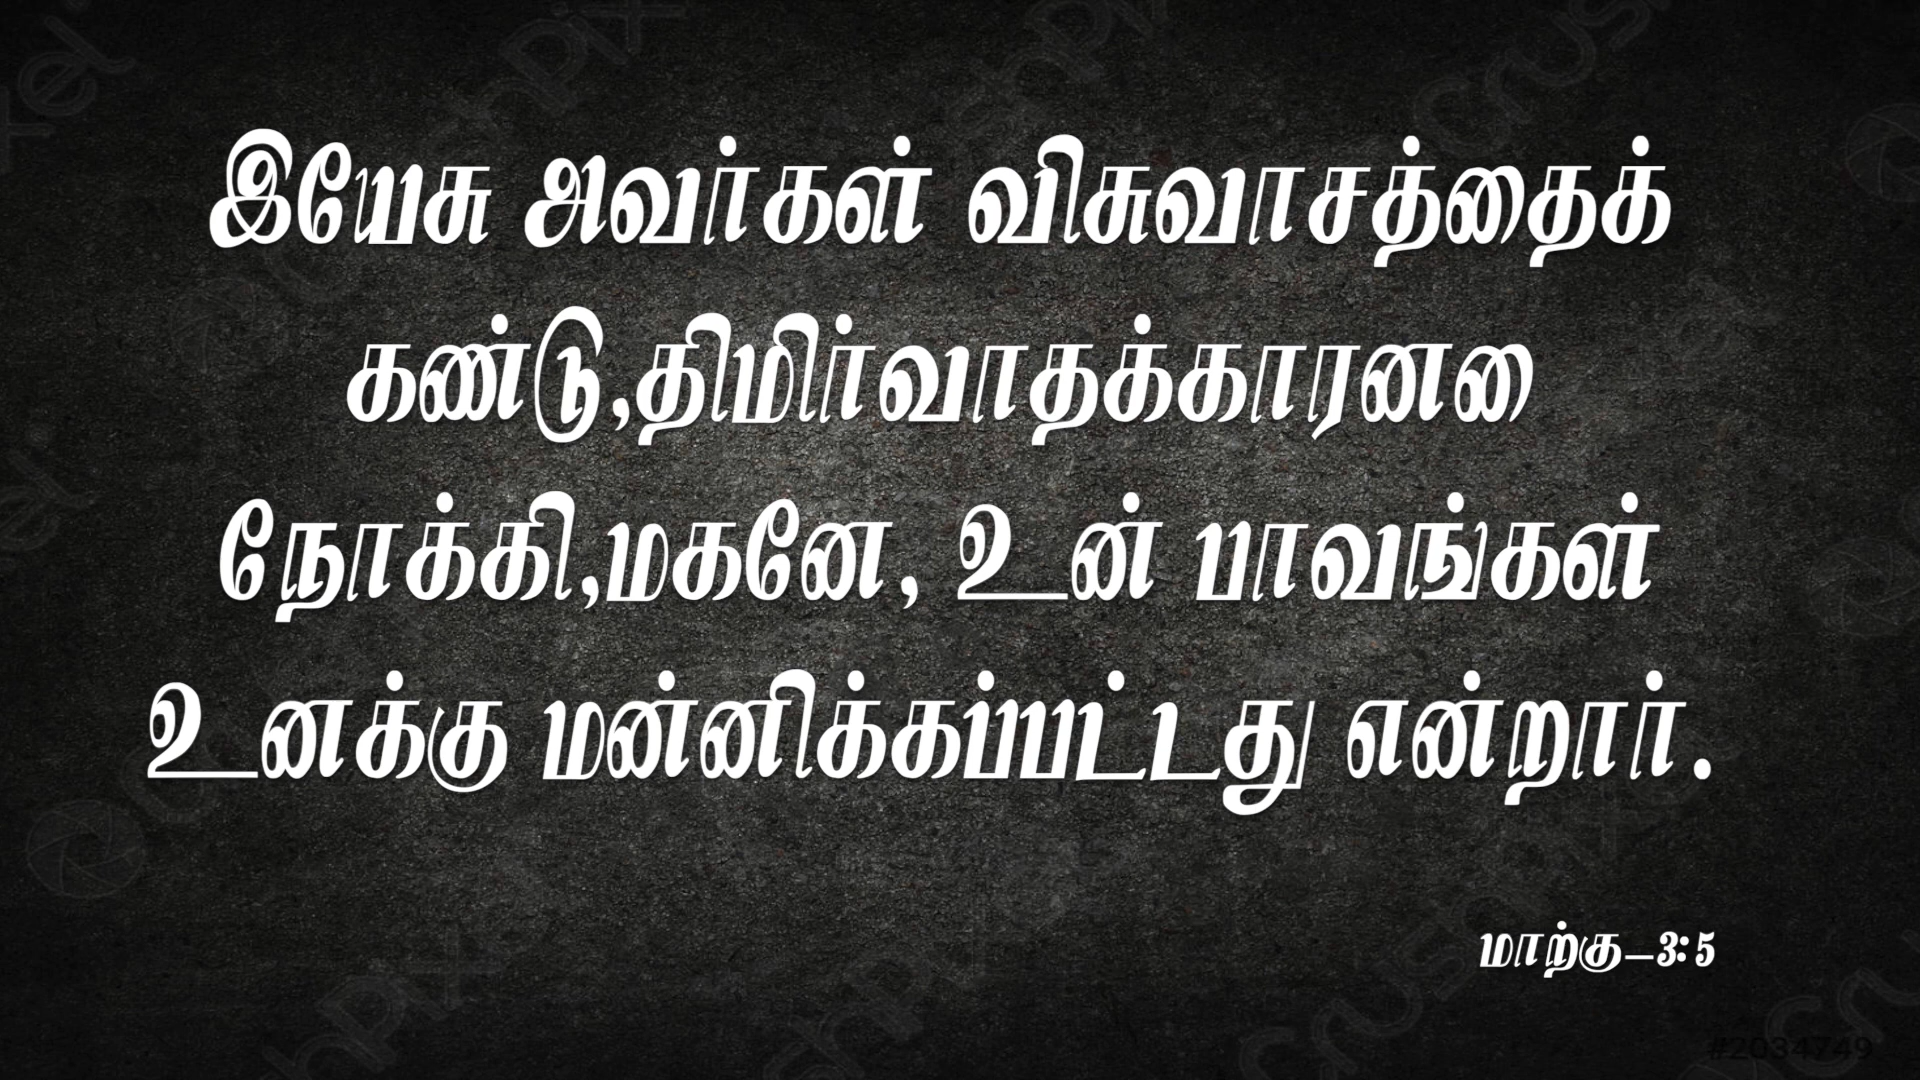 இயேசு அவர்கள் விசுவாசத்தைக்
கண்டு,திமிர்வாதக்காரனை
நோக்கி,மகனே, உன் பாவங்கள்
உனக்கு மன்னிக்கப்பட்டது என்றார்.
மாற்கு-3:5
#2034749